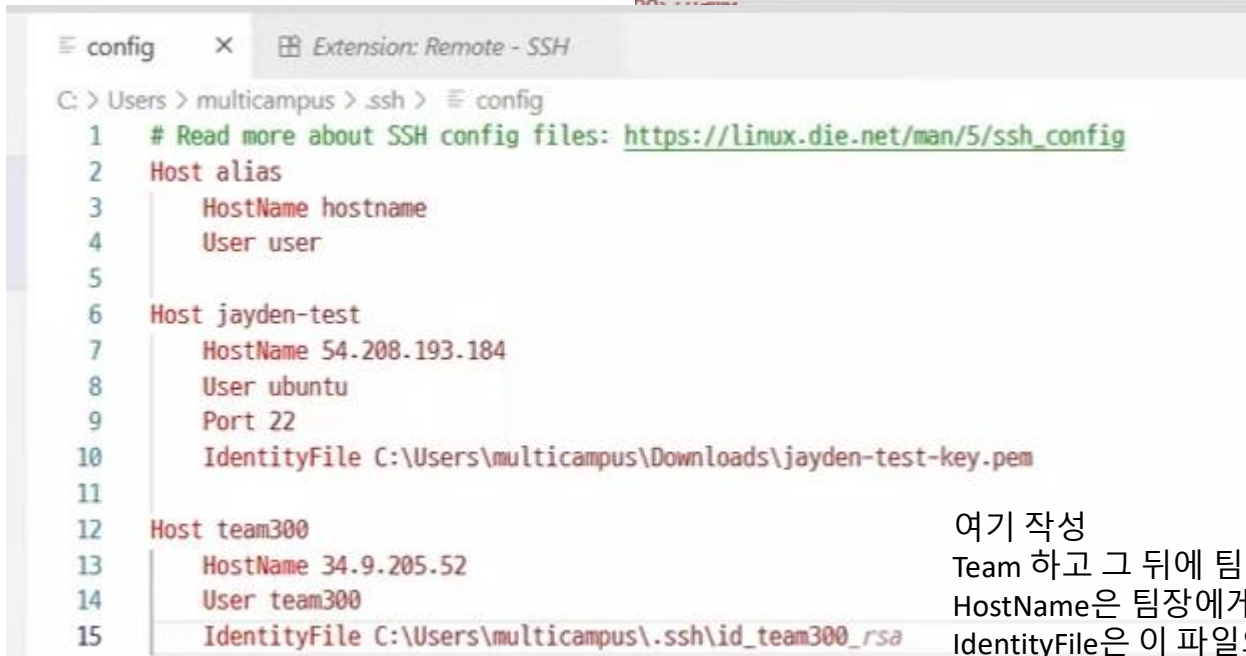 config × Extension: Remote - SSH
C: > Users > multicampus > .ssh > config
1 # Read more about SSH config files: https://linux.die.net/man/5/ssh_config
2 Host alias
3 HostName hostname
4 User user
5
6 Host jayden-test
7 HostName 54.208.193.184
8 User ubuntu
9 Port 22
10 IdentityFile C:\Users\multicampus\Downloads\jayden-test-key.pem
11
12 Host team300
13 HostName 34.9.205.52
14 User team300
15 IdentityFile C:\Users\multicampus\.ssh\id_team300_rsa
여기 작성
Team 하고 그 뒤에 팀
HostName은 팀장에게
IdentityFile은 이 파일